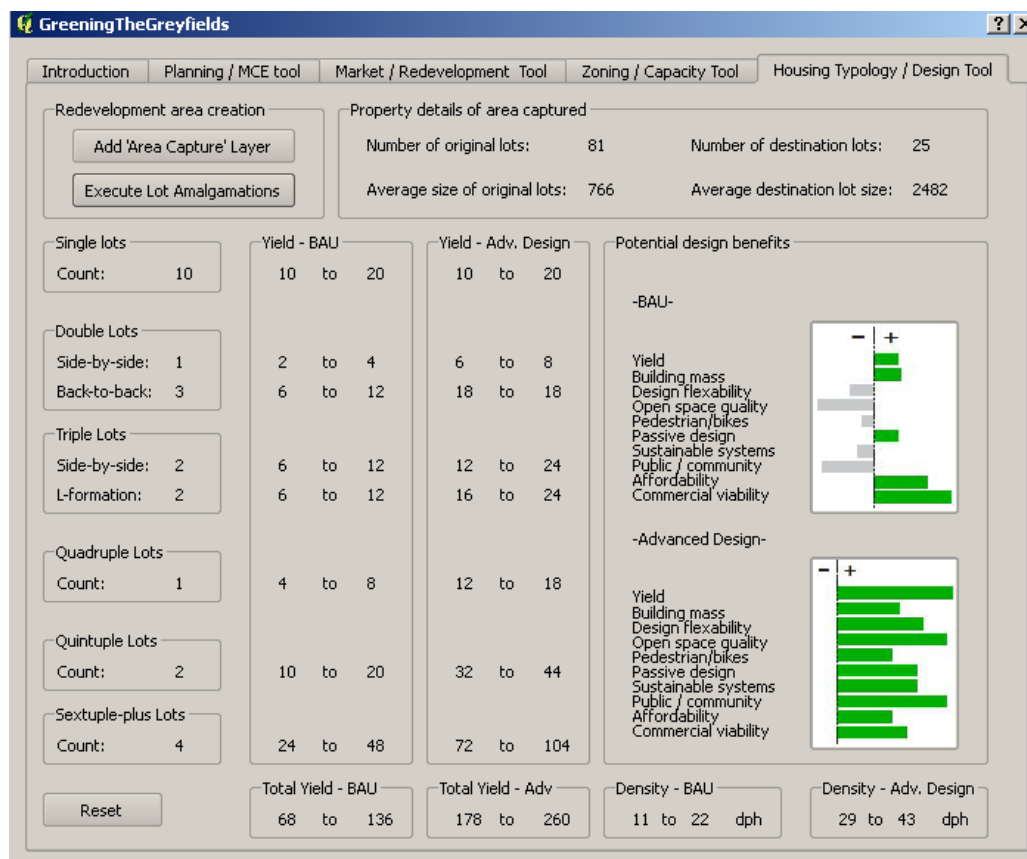 GreeningTheGreyfields ? X
Introduction Planning / MCE tool Market / Redevelopment Tool Zoning / Capacity Tool Housing Typology / Design Tool
Redevelopment area creation Property details of area captured
Add 'Area Capture' Layer Number of original lots: 81 Number of destination lots: 25
Execute Lot Amalgamations Average size of original lots: 766 Average destination lot size: 2482
Single lots Yield - BAU Yield - Adv. Design Potential design benefits
Count: 10 10 to 20 10 to 20
-BAU-
Double Lots - +
Side-by-side: 1 2 to 4 6 to 8 Yield
Building mass
Back-to-back: 3 6 to 12 18 to 18 Design flexability
Open space quality
Pedestrian/bikes
Triple Lots Passive design
Sustainable systems
Side-by-side: 2 6 to 12 12 to 24 Public / community
Affordability
L-formation: 2 6 to 12 16 to 24 Commercial viability
-Advanced Design-
Quadruple Lots - +
Count: 1 4 to 8 12 to 18 Yield
Building mass
Design flexability
Quintuple Lots Open space quality
Pedestrian/bikes
Count: 2 10 to 20 32 to 44 Passive design
Sustainable systems
Public / community
Sextuple-plus Lots Affordability
Commercial viability
Count: 4 24 to 48 72 to 104
Total Yield - BAU Total Yield - Adv Density - BAU Density - Adv. Design
Reset 68 to 136 178 to 260 11 to 22 dph 29 to 43 dph